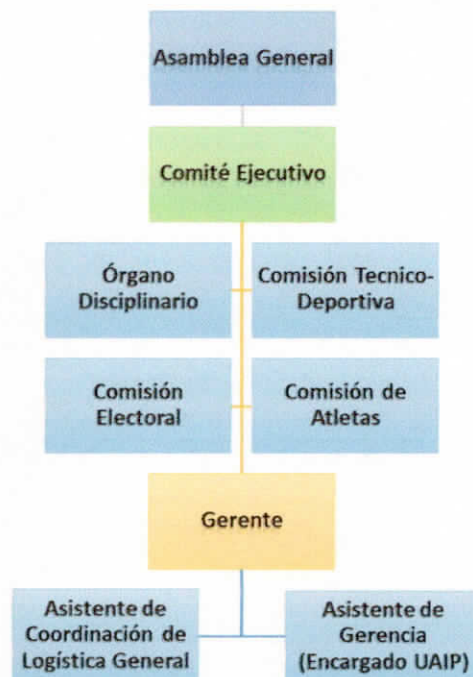 Asamblea General
Comité Ejecutivo
Órgano
Disciplinario
Comisión Tecnico-
Deportiva
Comisión
Electoral
Comisión de
Atletas
Gerente
Asistente de
Coordinación de
Logística General
Asistente de
Gerencia
(Encargado UAIP)